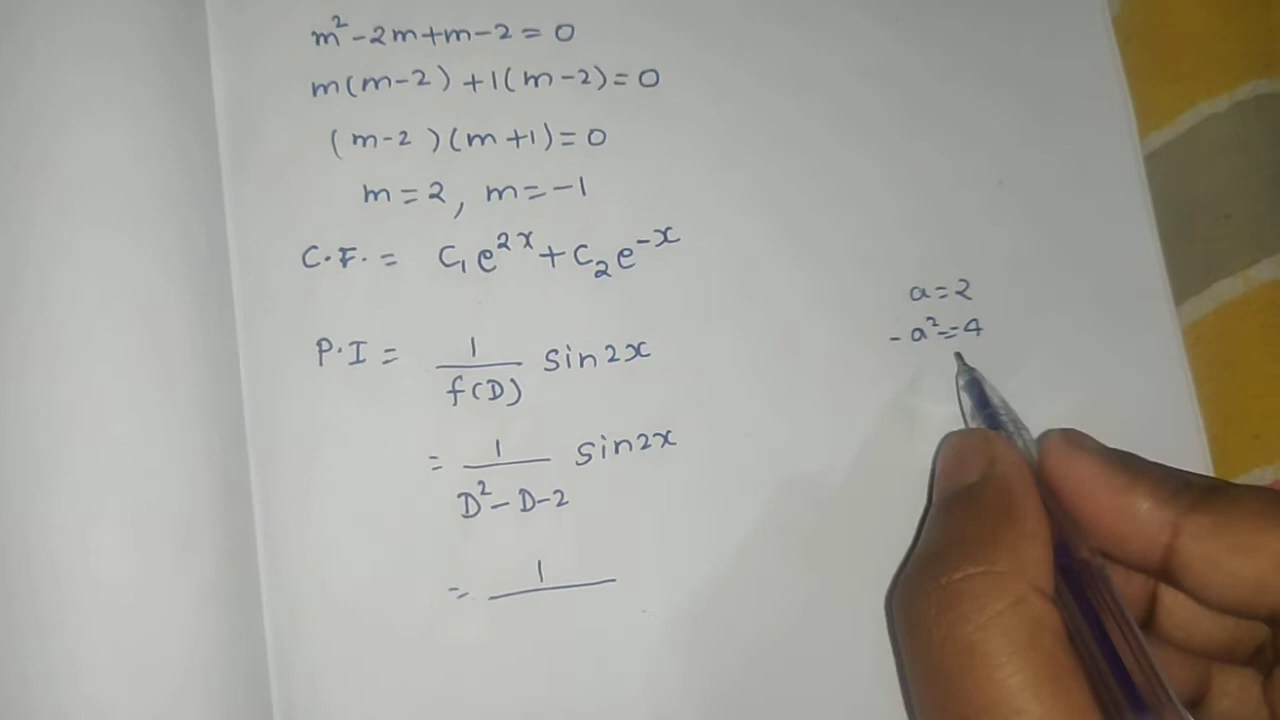 m² - 2m + m - 2 = 0
m(m-2) + 1(m-2) = 0
(m-2)(m+1) = 0
m = 2, m = -1
C.F. = C₁e²ˣ + C₂e⁻ˣ
a = 2
- a² = -4
P.I = 1/f(D) sin2x
= 1/(D² - D - 2) sin2x
= 1/